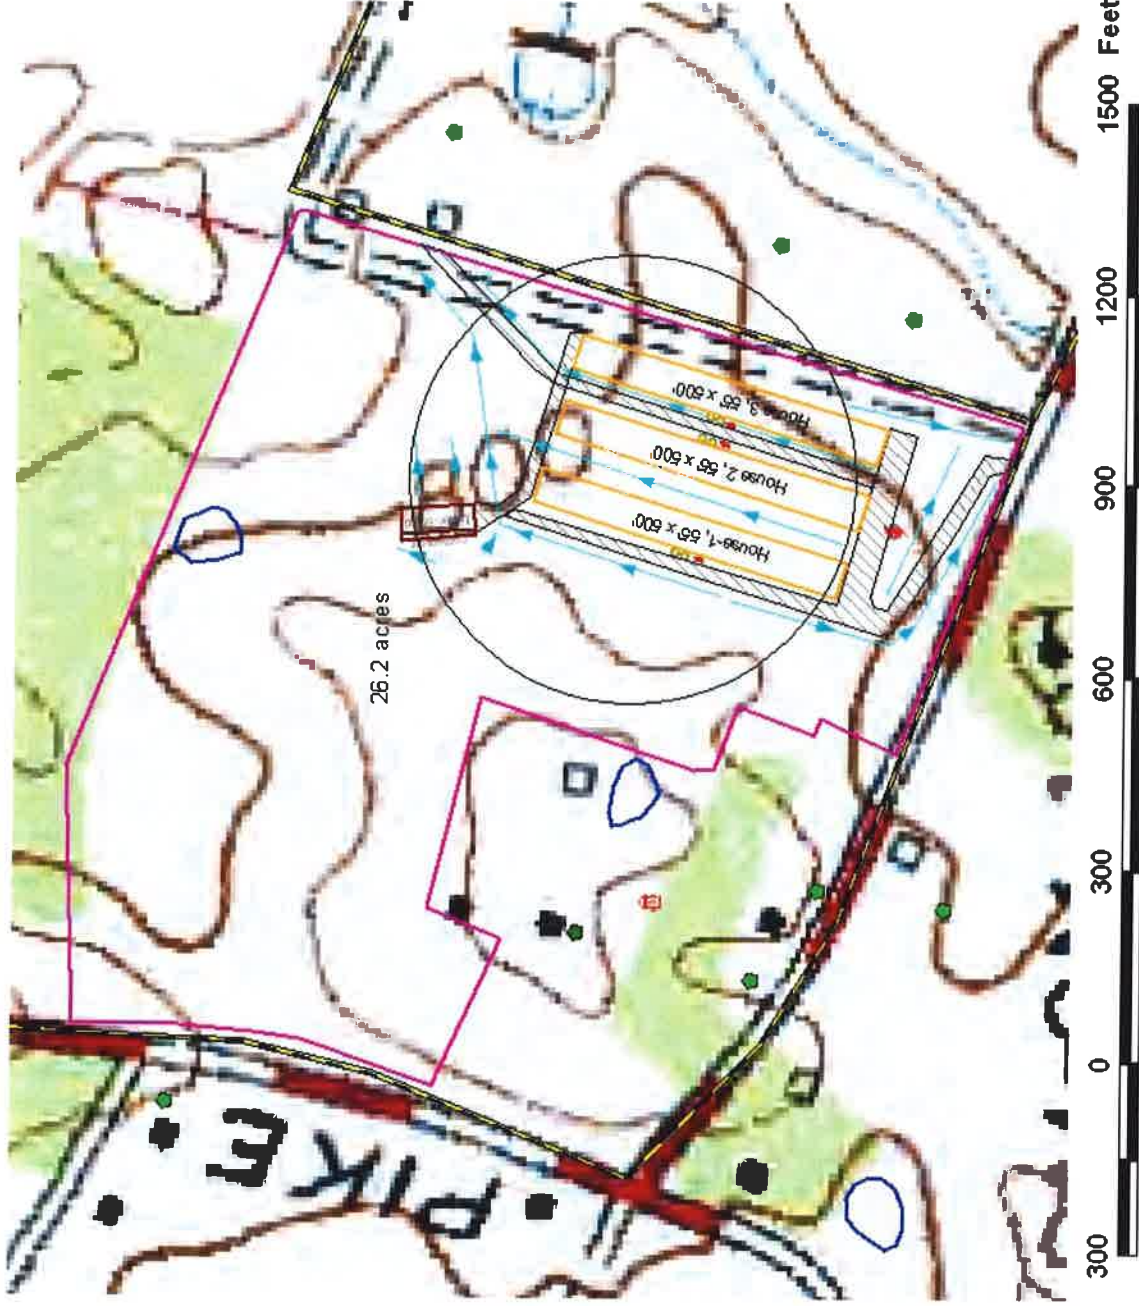 PIKE
26.2 acres
House-1, 55' x 500'
House 2, 55' x 500'
House 3, 55' x 500'
300 0 300 600 900 1200 1500 Feet